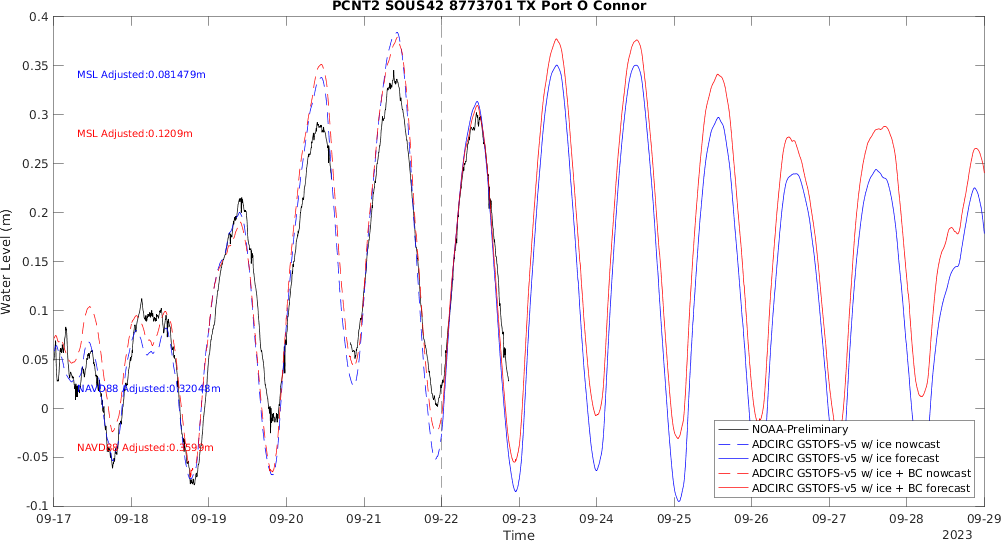 PCNT2 SOUS42 8773701 TX Port O Connor
0.4
0.35
0.3
0.25
0.2
0.15
0.1
0.05
0
-0.05
-0.1
Water Level (m)
MSL Adjusted:0.081479m
MSL Adjusted:0.1209m
NAVD88 Adjusted:0.32048m
NAVD88 Adjusted:0.3599m
NOAA-Preliminary
ADCIRC GSTOFS-v5 w/ ice nowcast
ADCIRC GSTOFS-v5 w/ ice forecast
ADCIRC GSTOFS-v5 w/ ice + BC nowcast
ADCIRC GSTOFS-v5 w/ ice + BC forecast
09-17 09-18 09-19 09-20 09-21 09-22 09-23 09-24 09-25 09-26 09-27 09-28 09-29
Time
2023